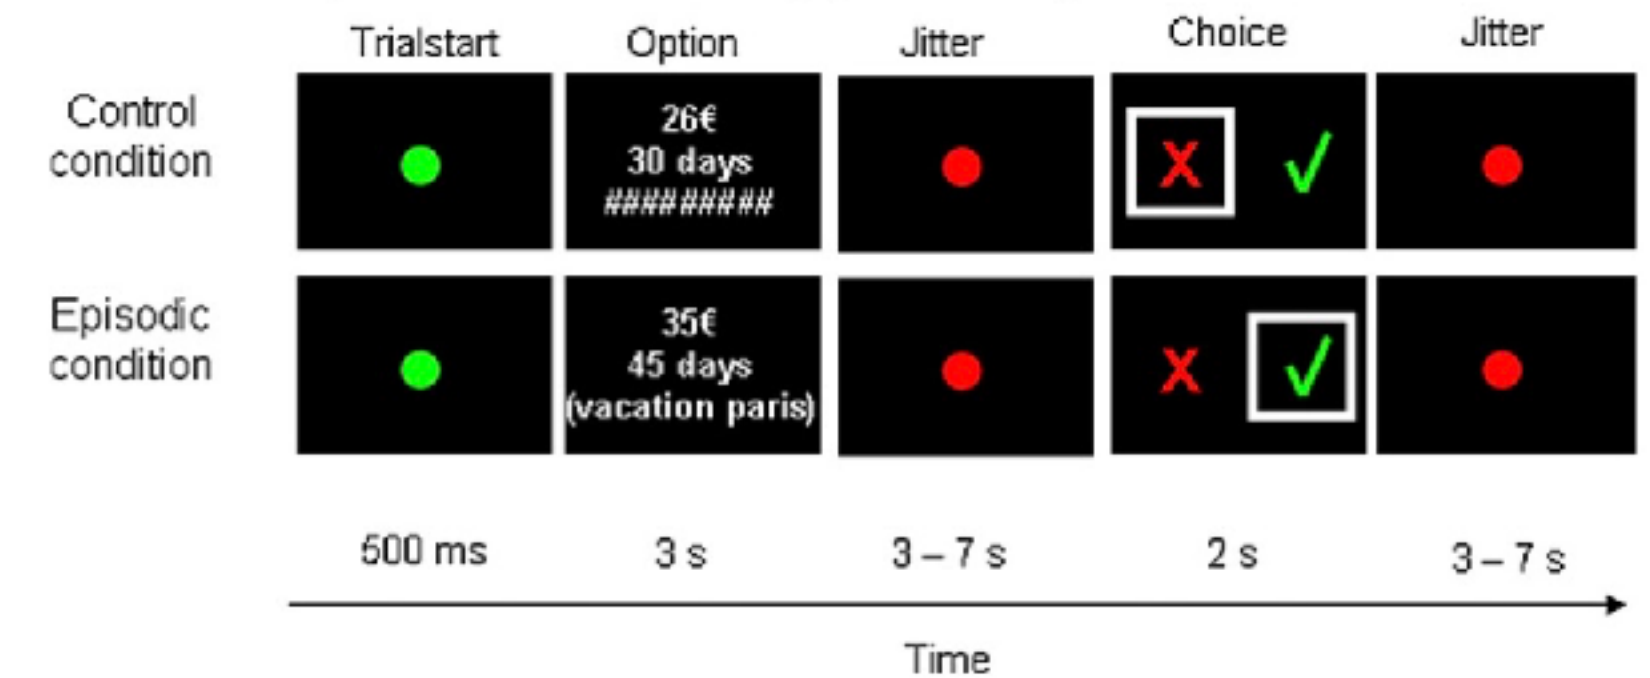 Trialstart Option Jitter Choice Jitter
Control
condition
26€
30 days
#########
X ✓
Episodic
condition
35€
45 days
(vacation paris)
X ✓
500 ms 3 s 3 – 7 s 2 s 3 – 7 s
Time